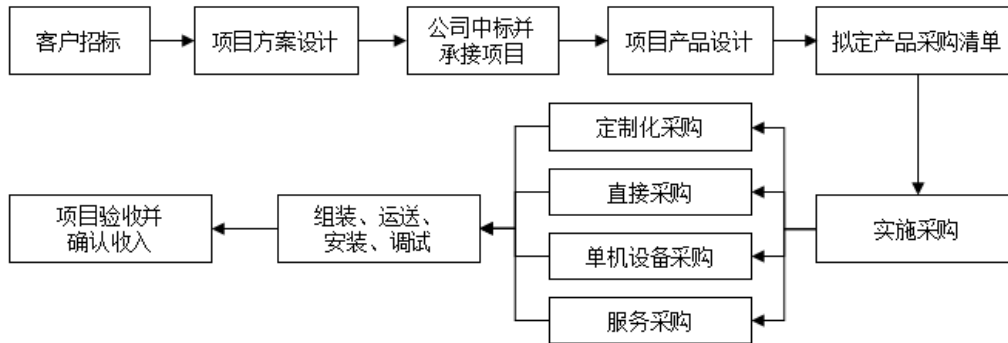 客户招标
项目方案设计
公司中标并
承接项目
项目产品设计
拟定产品采购清单
定制化采购
直接采购
单机设备采购
服务采购
实施采购
组装、运送、
安装、调试
项目验收并
确认收入